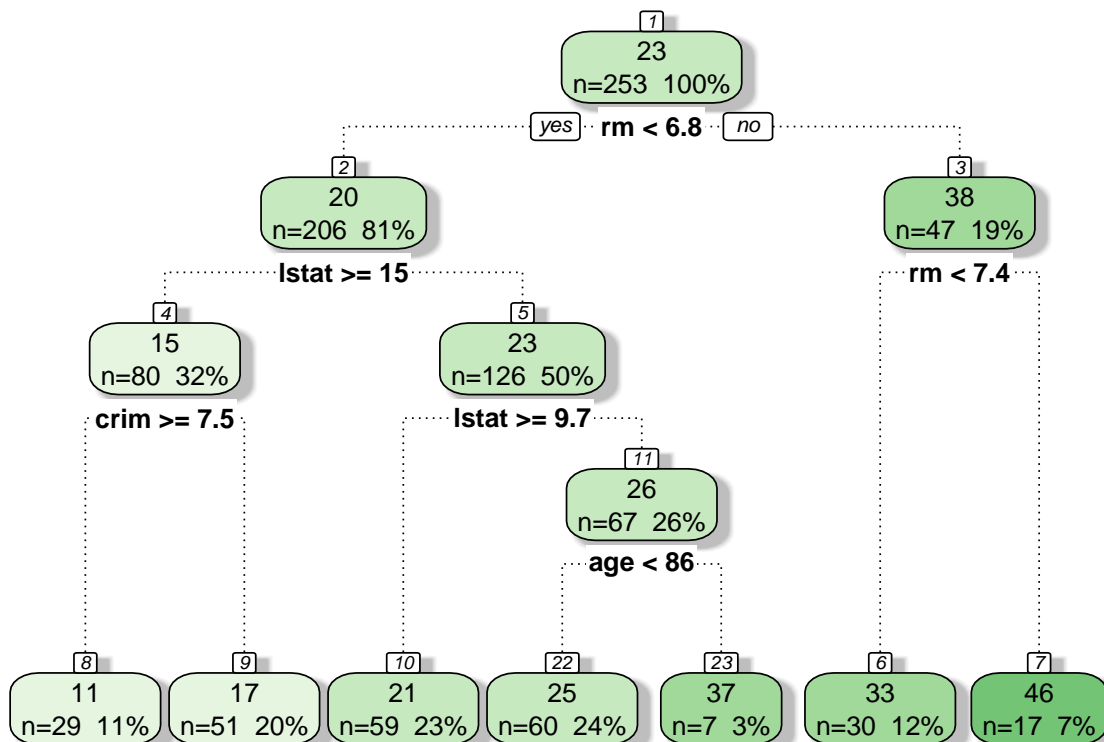 1
23
n=253 100%
yes rm < 6.8 no
2 3
20 38
n=206 81% n=47 19%
lstat >= 15 rm < 7.4
4 5
15 23
n=80 32% n=126 50%
crim >= 7.5 lstat >= 9.7
11
26
n=67 26%
age < 86
8 9 10 22 23 6 7
11 17 21 25 37 33 46
n=29 11% n=51 20% n=59 23% n=60 24% n=7 3% n=30 12% n=17 7%